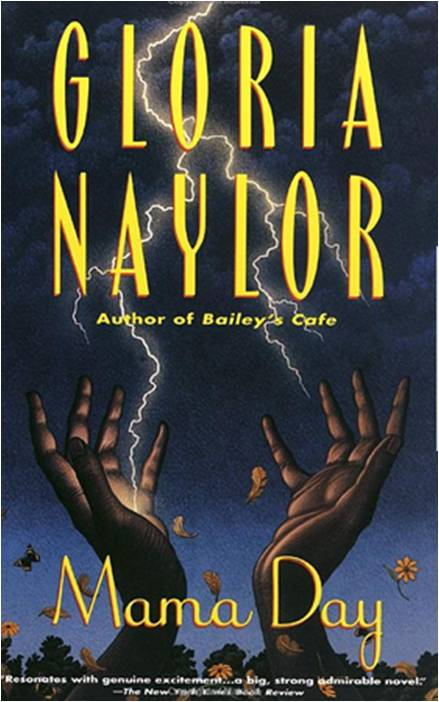 GLORIA
NAYLOR
Author of Bailey's Cafe
Mama Day
"Resonates with genuine excitement...a big, strong admirable novel."
—The New York Times Book Review